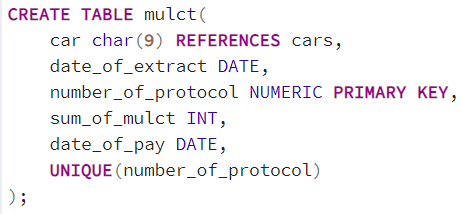 CREATE TABLE mulct(
    car char(9) REFERENCES cars,
    date_of_extract DATE,
    number_of_protocol NUMERIC PRIMARY KEY,
    sum_of_mulct INT,
    date_of_pay DATE,
    UNIQUE(number_of_protocol)
);